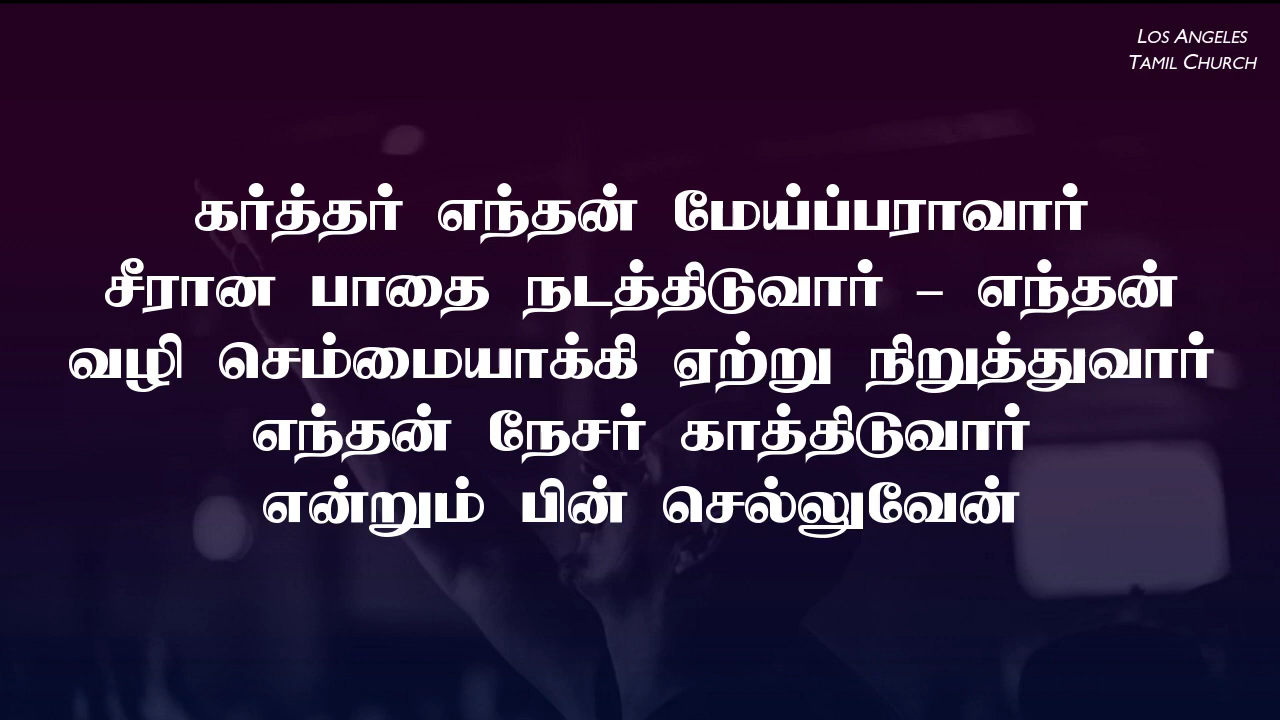 LOS ANGELES
TAMIL CHURCH
கர்த்தர் எந்தன் மேய்ப்பராவார்
சீரான பாதை நடத்திடுவார் – எந்தன்
வழி செம்மையாக்கி ஏற்று நிறுத்துவார்
எந்தன் நேசர் காத்திடுவார்
என்றும் பின் செல்லுவேன்